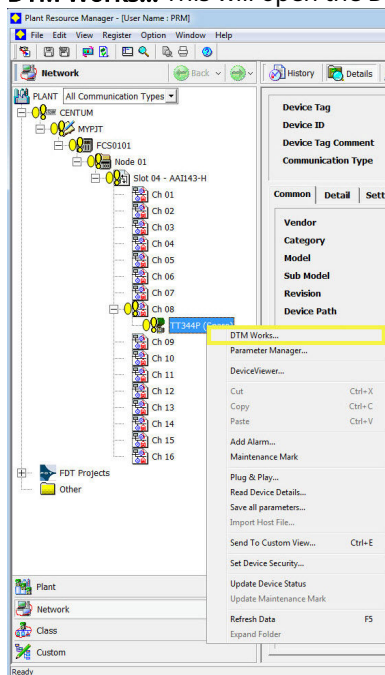 DTM Works... This will open the D
Plant Resource Manager - [User Name : PRM]
File Edit View Register Option Window Help
Network
Back
History Details
PLANT All Communication Types
CENTUM
MYPJT
FCS0101
Node 01
Slot 04 - AAI143-H
Ch 01
Ch 02
Ch 03
Ch 04
Ch 05
Ch 06
Ch 07
Ch 08
TT344P
Ch 09
Ch 10
Ch 11
Ch 12
Ch 13
Ch 14
Ch 15
Ch 16
FDT Projects
Other
Plant
Network
Class
Custom
Ready
Device Tag
Device ID
Device Tag Comment
Communication Type
Common Detail Sett
Vendor
Category
Model
Sub Model
Revision
Device Path
DTM Works...
Parameter Manager...
DeviceViewer...
Cut Ctrl+X
Copy Ctrl+C
Paste Ctrl+V
Add Alarm...
Maintenance Mark
Plug & Play...
Read Device Details...
Save all parameters...
Import Host File...
Send To Custom View... Ctrl+E
Set Device Security...
Update Device Status
Update Maintenance Mark
Refresh Data F5
Expand Folder